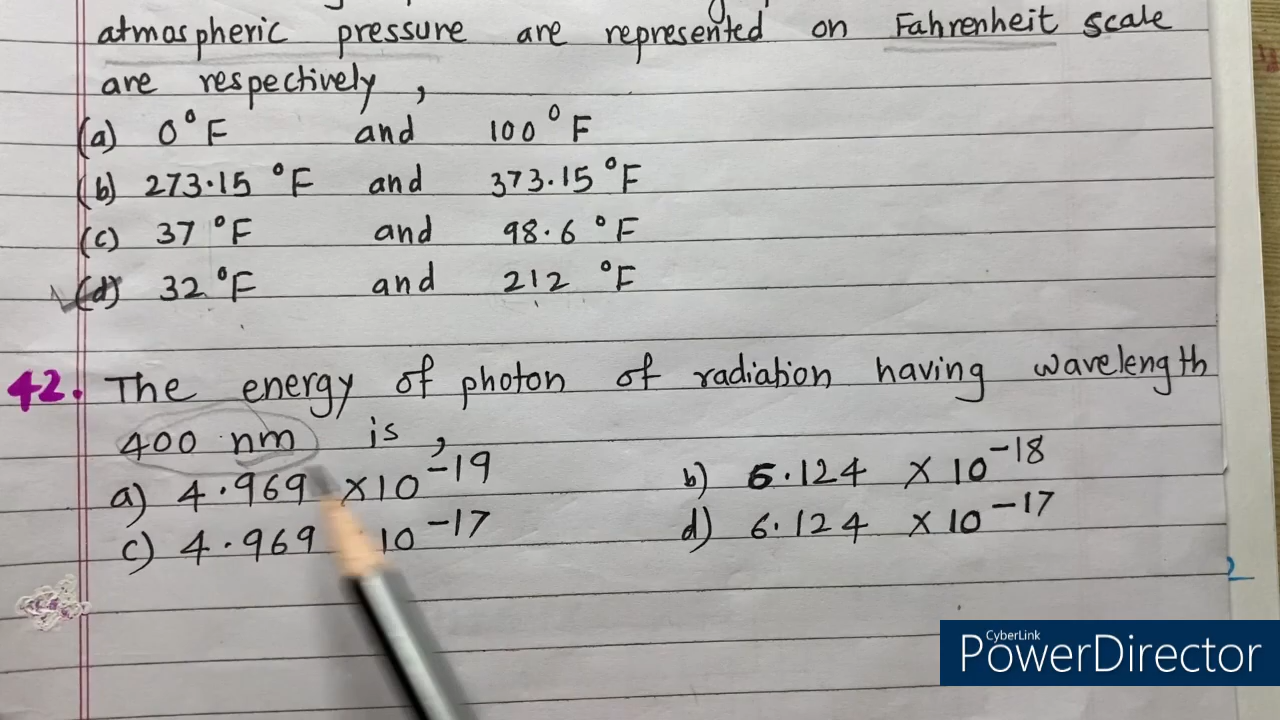 atmospheric pressure are represented on Fahrenheit scale
are respectively,
(a) 0°F and 100°F
(b) 273.15 °F and 373.15°F
(c) 37 °F and 98.6 °F
(d) 32 °F and 212 °F
42. The energy of photon of radiation having wavelength
400 nm is,
a) 4.969 ×10⁻¹⁹ b) 6.124 × 10⁻¹⁸
c) 4.969 10⁻¹⁷ d) 6.124 × 10⁻¹⁷
2
CyberLink
PowerDirector